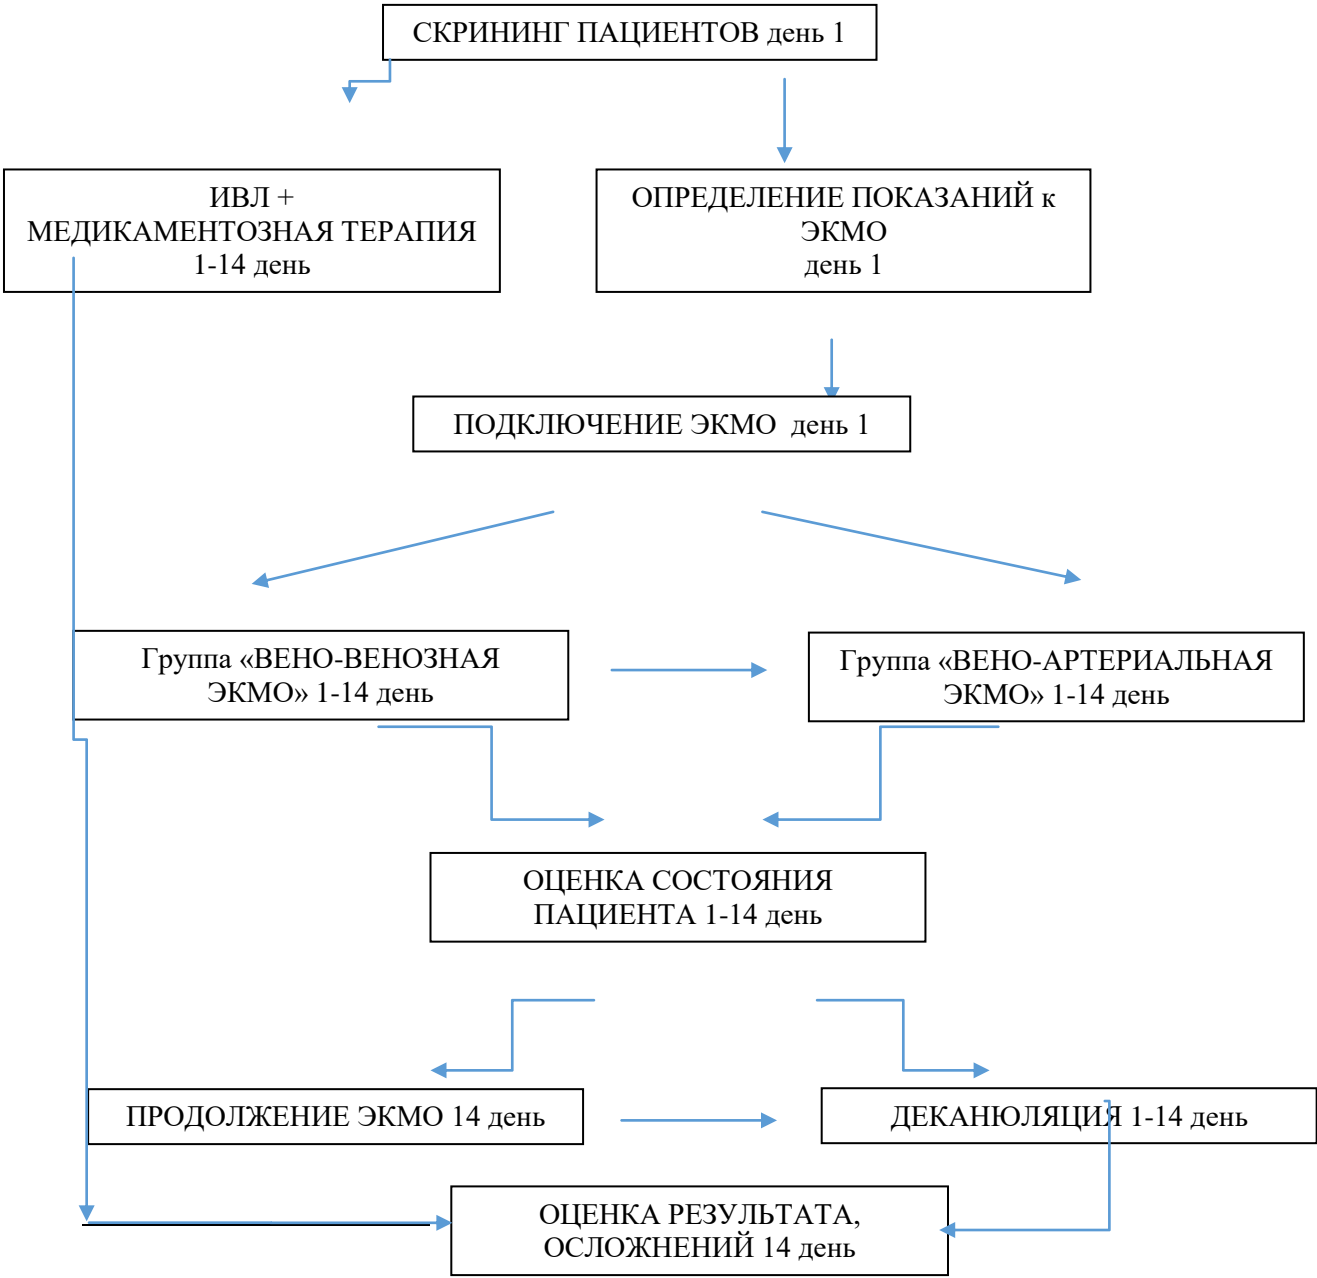 СКРИНИНГ ПАЦИЕНТОВ день 1
ИВЛ +
МЕДИКАМЕНТОЗНАЯ ТЕРАПИЯ
1-14 день
ОПРЕДЕЛЕНИЕ ПОКАЗАНИЙ к
ЭКМО
день 1
ПОДКЛЮЧЕНИЕ ЭКМО день 1
Группа «ВЕНО-ВЕНОЗНАЯ
ЭКМО» 1-14 день
Группа «ВЕНО-АРТЕРИАЛЬНАЯ
ЭКМО» 1-14 день
ОЦЕНКА СОСТОЯНИЯ
ПАЦИЕНТА 1-14 день
ПРОДОЛЖЕНИЕ ЭКМО 14 день
ДЕКАНЮЛЯЦИЯ 1-14 день
ОЦЕНКА РЕЗУЛЬТАТА,
ОСЛОЖНЕНИЙ 14 день